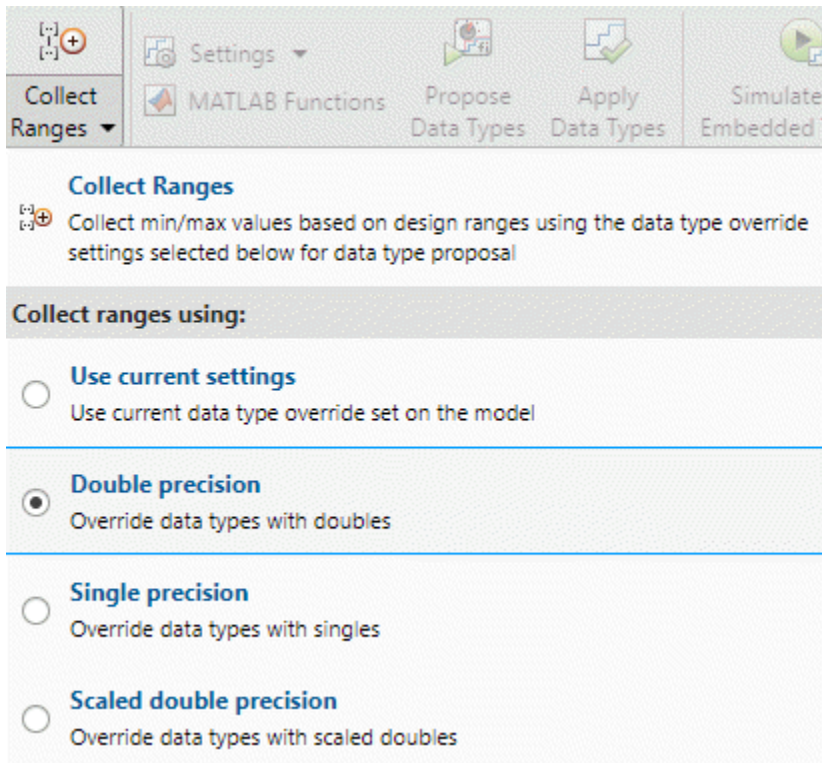 Settings
MATLAB Functions
Collect
Ranges
Propose
Data Types
Apply
Data Types
Simulate
Embedded
Collect Ranges
Collect min/max values based on design ranges using the data type override
settings selected below for data type proposal
Collect ranges using:
Use current settings
Use current data type override set on the model
Double precision
Override data types with doubles
Single precision
Override data types with singles
Scaled double precision
Override data types with scaled doubles